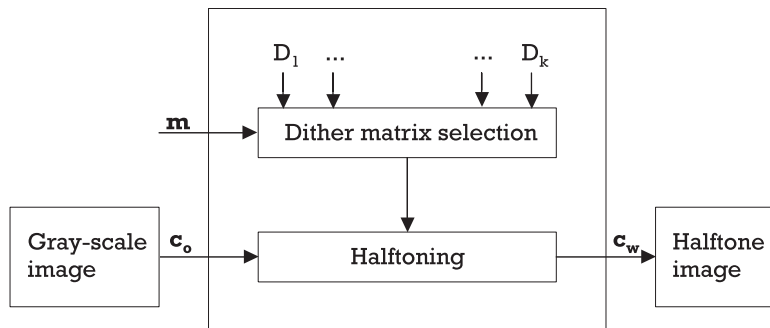 D1 ... ... Dk
m
Dither matrix selection
Gray-scale
image
co
Halftoning
cw
Halftone
image